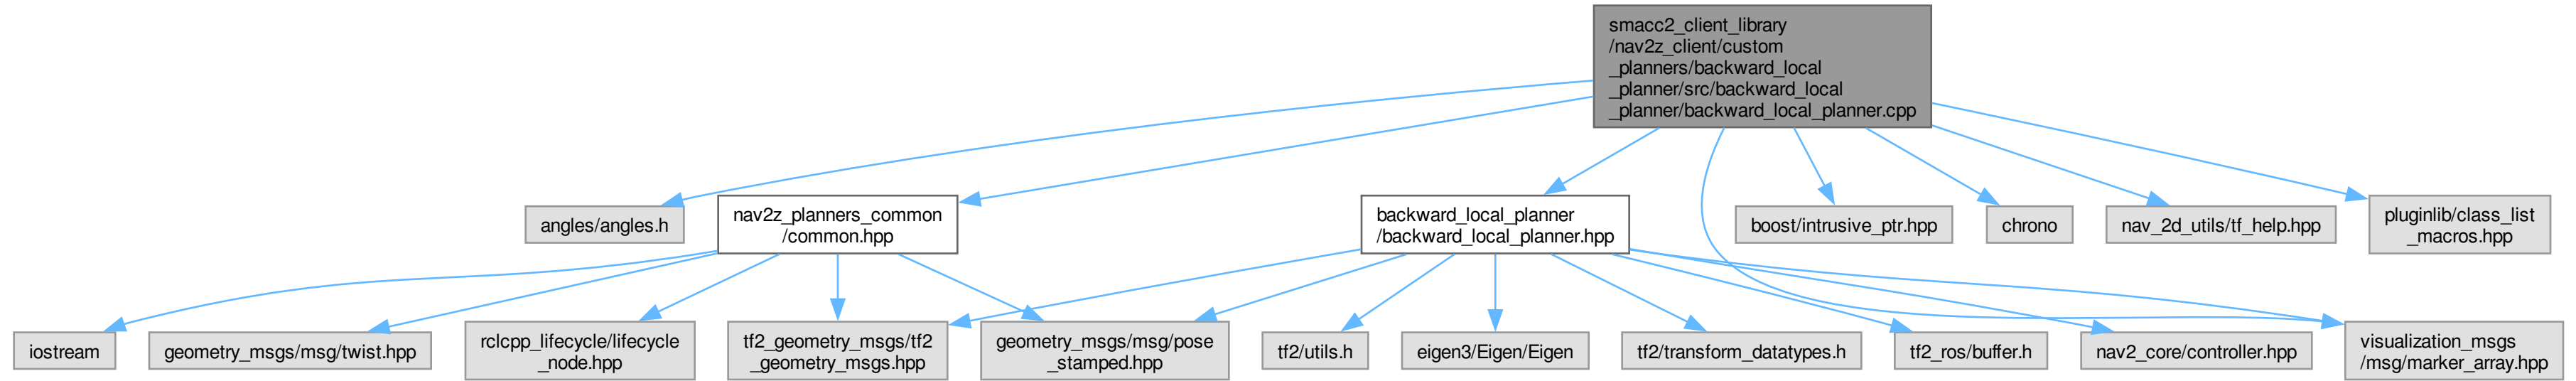 smacc2_client_library
/nav2z_client/custom
_planners/backward_local
_planner/src/backward_local
_planner/backward_local_planner.cpp
angles/angles.h
nav2z_planners_common
/common.hpp
backward_local_planner
/backward_local_planner.hpp
boost/intrusive_ptr.hpp
chrono
nav_2d_utils/tf_help.hpp
pluginlib/class_list
_macros.hpp
iostream
geometry_msgs/msg/twist.hpp
rclcpp_lifecycle/lifecycle
_node.hpp
tf2_geometry_msgs/tf2
_geometry_msgs.hpp
geometry_msgs/msg/pose
_stamped.hpp
tf2/utils.h
eigen3/Eigen/Eigen
tf2/transform_datatypes.h
tf2_ros/buffer.h
nav2_core/controller.hpp
visualization_msgs
/msg/marker_array.hpp